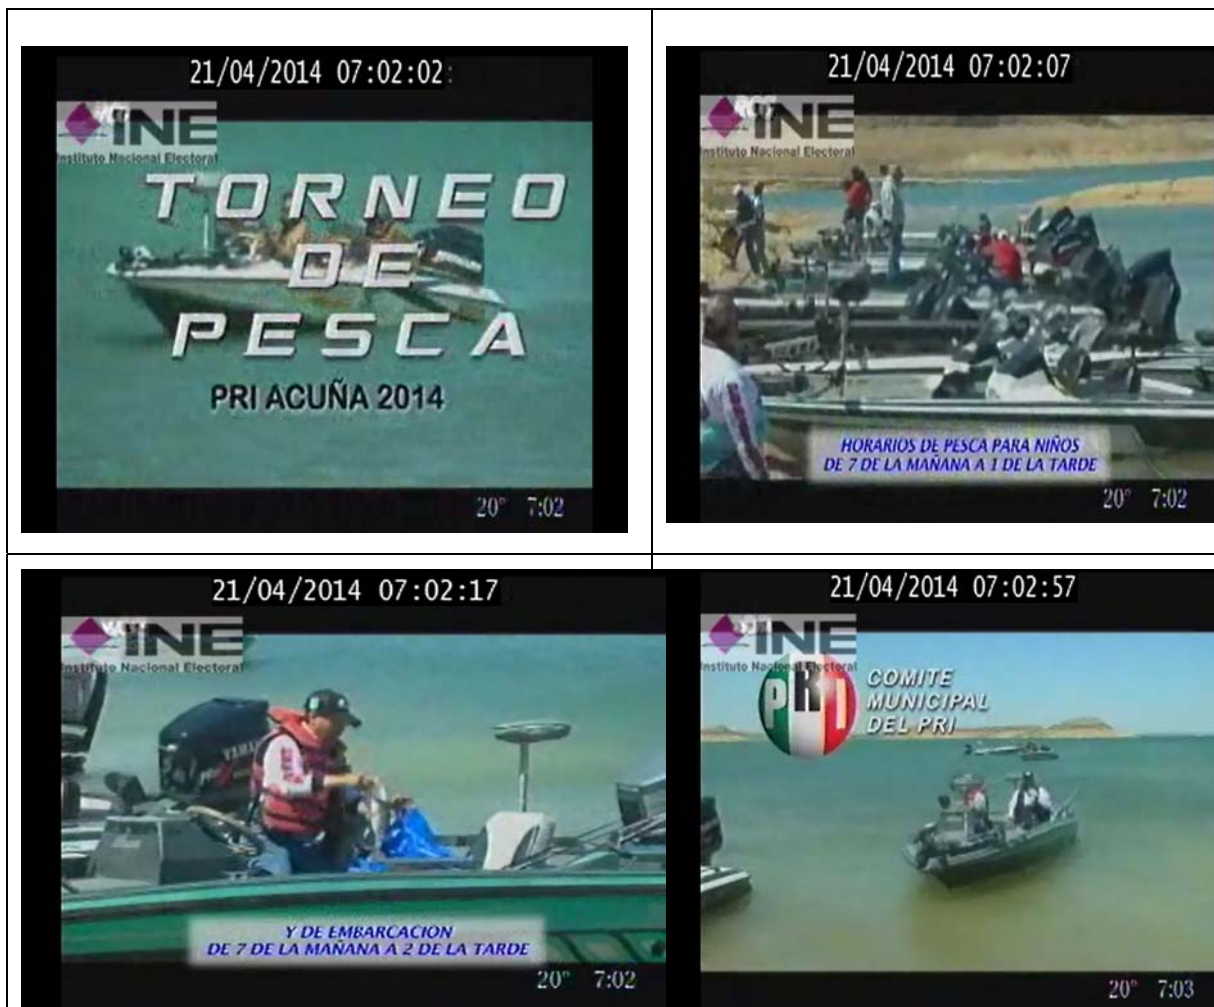 21/04/2014 07:02:02
INE
Instituto Nacional Electoral
TORNEO
DE
PESCA
PRI ACUÑA 2014
20° 7:02
21/04/2014 07:02:07
INE
Instituto Nacional Electoral
HORARIOS DE PESCA PARA NIÑOS
DE 7 DE LA MAÑANA A 1 DE LA TARDE
20° 7:02
21/04/2014 07:02:17
INE
Instituto Nacional Electoral
YAMAHA
Y DE EMBARCACION
DE 7 DE LA MAÑANA A 2 DE LA TARDE
20° 7:02
21/04/2014 07:02:57
INE
Instituto Nacional Electoral
PRI
COMITE
MUNICIPAL
DEL PRI
20° 7:03